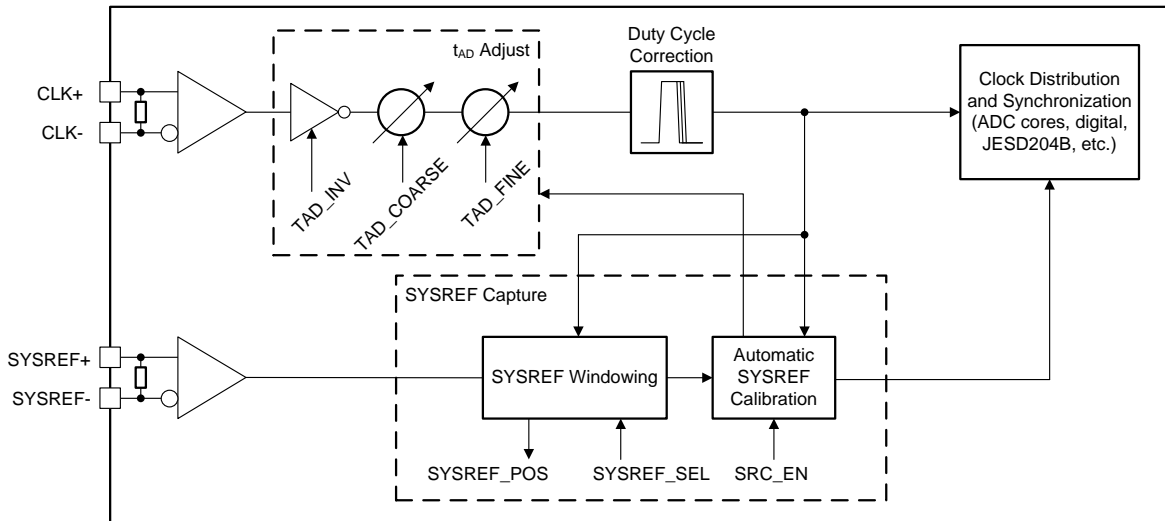 t_AD Adjust
Duty Cycle
Correction
Clock Distribution
and Synchronization
(ADC cores, digital,
JESD204B, etc.)
CLK+
CLK-
TAD_INV
TAD_COARSE
TAD_FINE
SYSREF Capture
SYSREF+
SYSREF-
SYSREF Windowing
Automatic
SYSREF
Calibration
SYSREF_POS
SYSREF_SEL
SRC_EN